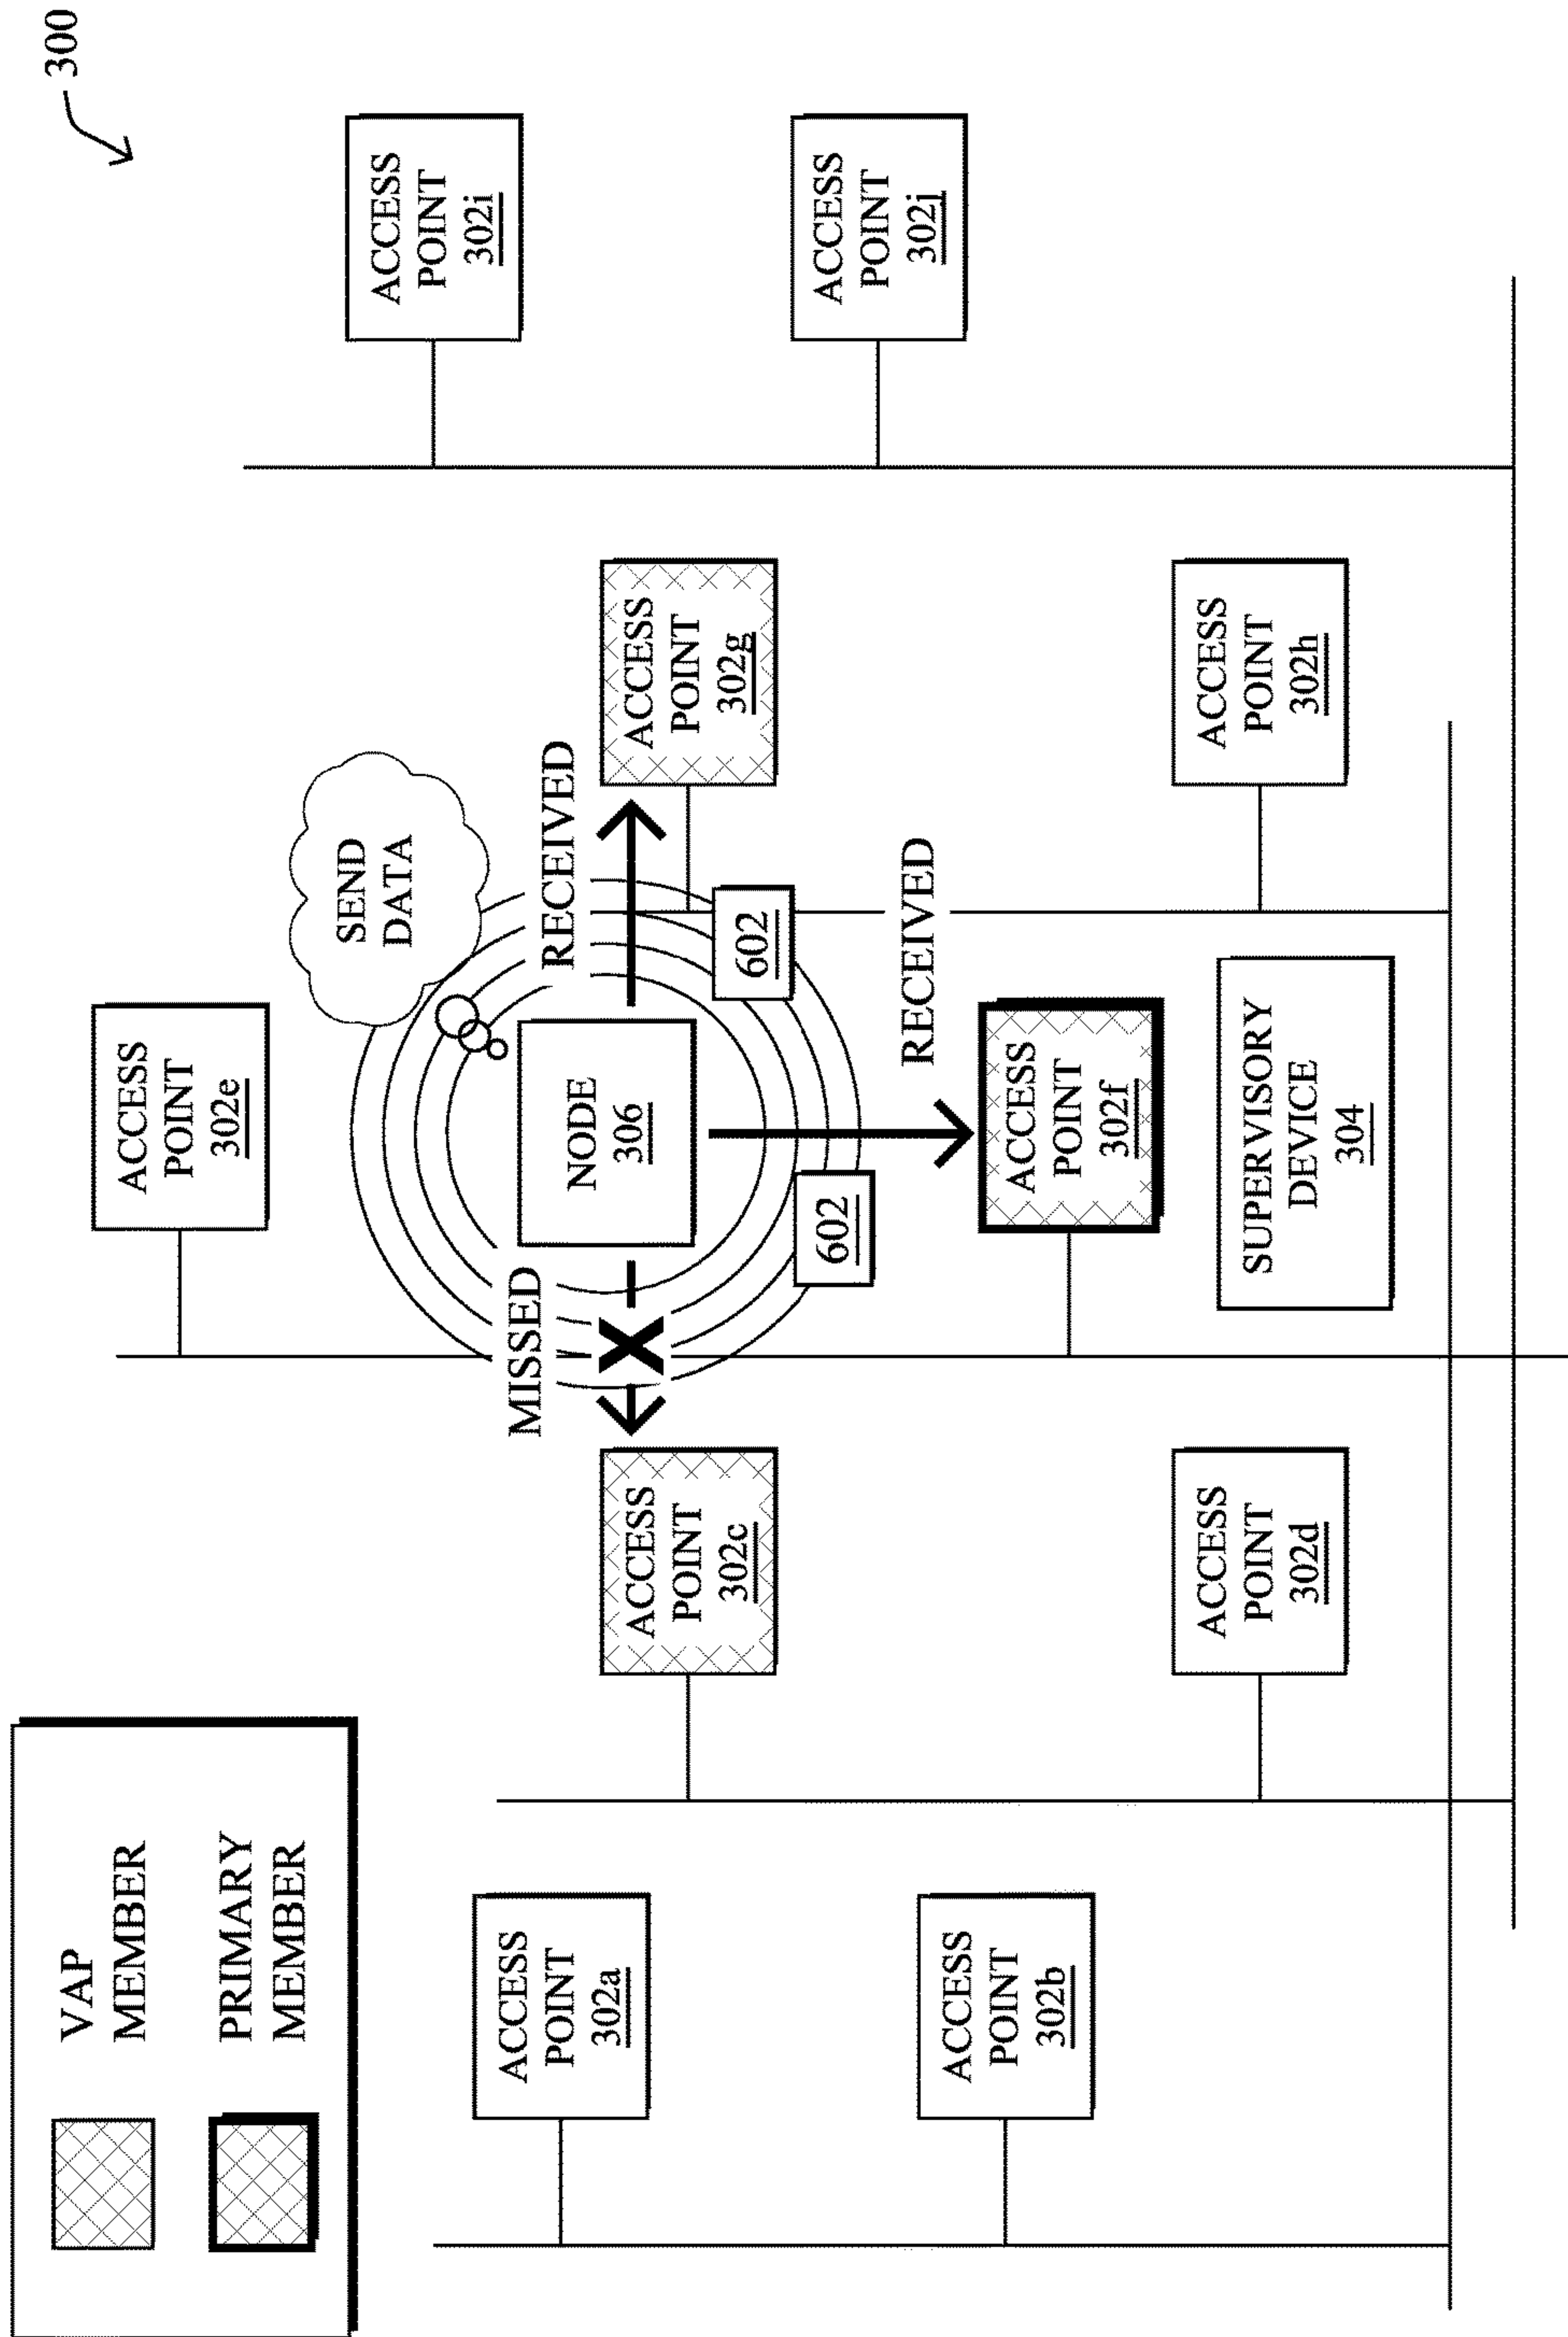 300
VAP
MEMBER
PRIMARY
MEMBER
ACCESS
POINT
302e
ACCESS
POINT
302i
SEND
DATA
ACCESS
POINT
302a
MISSED
RECEIVED
NODE
306
ACCESS
POINT
302c
ACCESS
POINT
302g
602
602
ACCESS
POINT
302j
ACCESS
POINT
302b
RECEIVED
ACCESS
POINT
302f
ACCESS
POINT
302d
SUPERVISORY
DEVICE
304
ACCESS
POINT
302h